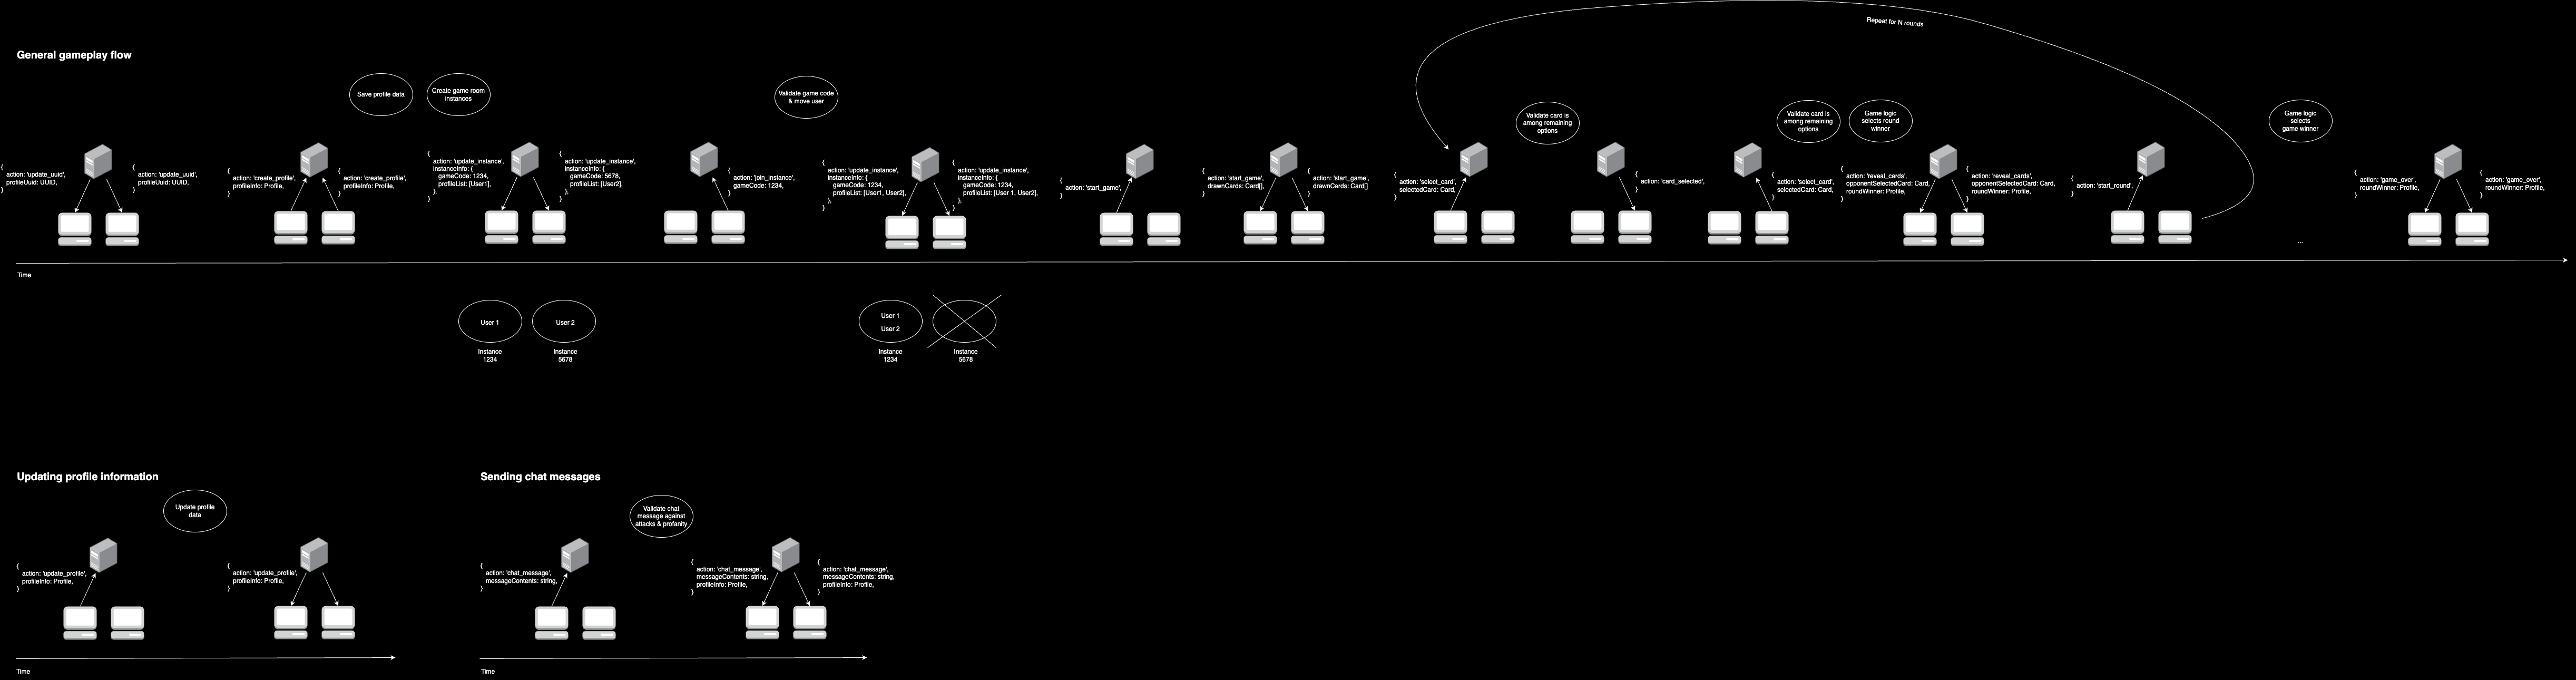 Repeat for N rounds
General gameplay flow
Save profile data
Create game room
instances
Validate game code
& move user
Validate card is
among remaining
options
Validate card is
among remaining
options
Game logic
selects round
winner
Game logic
selects
game winner
{
action: 'update_uuid',
profileUuid: UUID,
}
{
action: 'update_uuid',
profileUuid: UUID,
}
{
action: 'create_profile',
profileInfo: Profile,
}
{
action: 'create_profile',
profileInfo: Profile,
}
{
action: 'update_instance',
instanceInfo: {
gameCode: 1234,
profileList: [User1],
},
}
{
action: 'update_instance',
instanceInfo: {
gameCode: 5678,
profileList: [User2],
},
}
{
action: 'join_instance',
gameCode: 1234,
}
{
action: 'update_instance',
instanceInfo: {
gameCode: 1234,
profileList: [User1, User2],
},
}
{
action: 'update_instance',
instanceInfo: {
gameCode: 1234,
profileList: [User 1, User2],
},
}
{
action: 'start_game',
}
{
action: 'start_game',
drawnCards: Card[],
}
{
action: 'start_game',
drawnCards: Card[]
}
{
action: 'select_card',
selectedCard: Card,
}
{
action: 'card_selected',
}
{
action: 'select_card',
selectedCard: Card,
}
{
action: 'reveal_cards',
opponentSelectedCard: Card,
roundWinner: Profile,
}
{
action: 'reveal_cards',
opponentSelectedCard: Card,
roundWinner: Profile,
}
{
action: 'start_round',
}
...
{
action: 'game_over',
roundWinner: Profile,
}
{
action: 'game_over',
roundWinner: Profile,
}
Time
User 1
Instance
1234
User 2
Instance
5678
User 1
User 2
Instance
1234
Instance
5678
Updating profile information
Update profile
data
{
action: 'update_profile',
profileInfo: Profile,
}
{
action: 'update_profile',
profileInfo: Profile,
}
Time
Sending chat messages
Validate chat
message against
attacks & profanity
{
action: 'chat_message',
messageContents: string,
}
{
action: 'chat_message',
messageContents: string,
profileInfo: Profile,
}
{
action: 'chat_message',
messageContents: string,
profileInfo: Profile,
}
Time